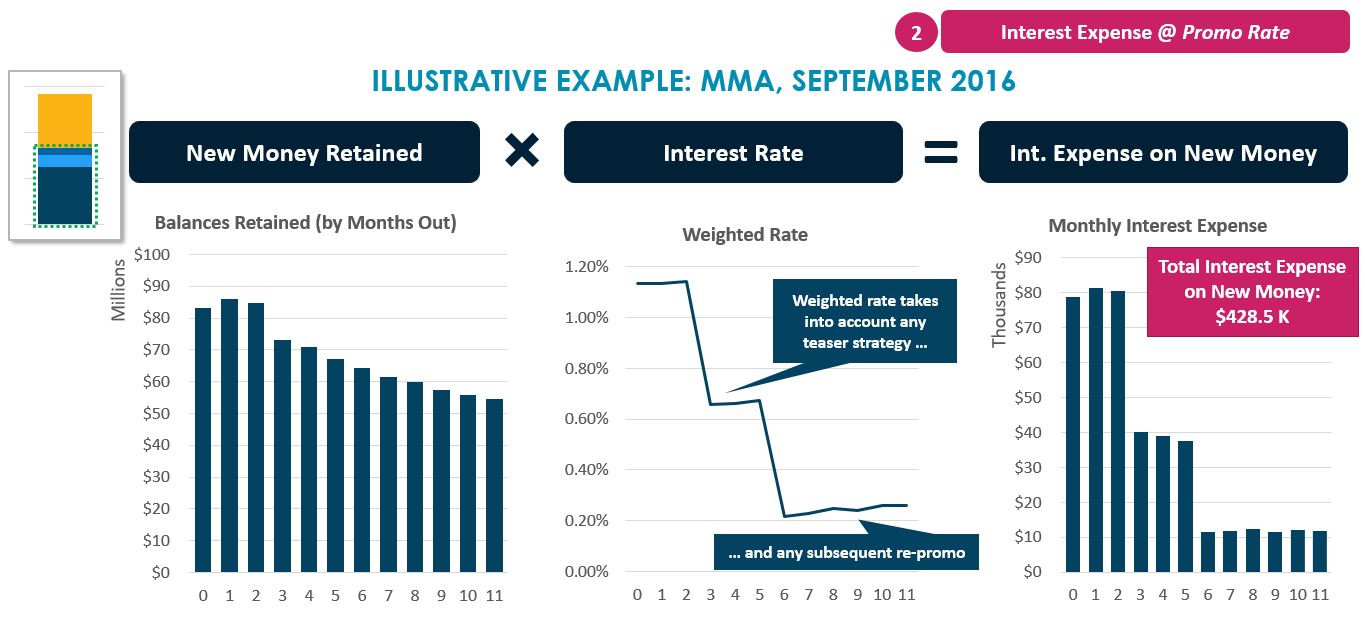 2
Interest Expense @ Promo Rate
ILLUSTRATIVE EXAMPLE: MMA, SEPTEMBER 2016
New Money Retained
×
Interest Rate
=
Int. Expense on New Money
Balances Retained (by Months Out)
Millions
$100
$90
$80
$70
$60
$50
$40
$30
$20
$10
$0
0 1 2 3 4 5 6 7 8 9 10 11
Weighted Rate
1.20%
1.00%
0.80%
0.60%
0.40%
0.20%
0.00%
Weighted rate takes
into account any
teaser strategy ...
... and any subsequent re-promo
0 1 2 3 4 5 6 7 8 9 10 11
Monthly Interest Expense
Thousands
$90
$80
$70
$60
$50
$40
$30
$20
$10
$0
Total Interest Expense
on New Money:
$428.5 K
0 1 2 3 4 5 6 7 8 9 10 11